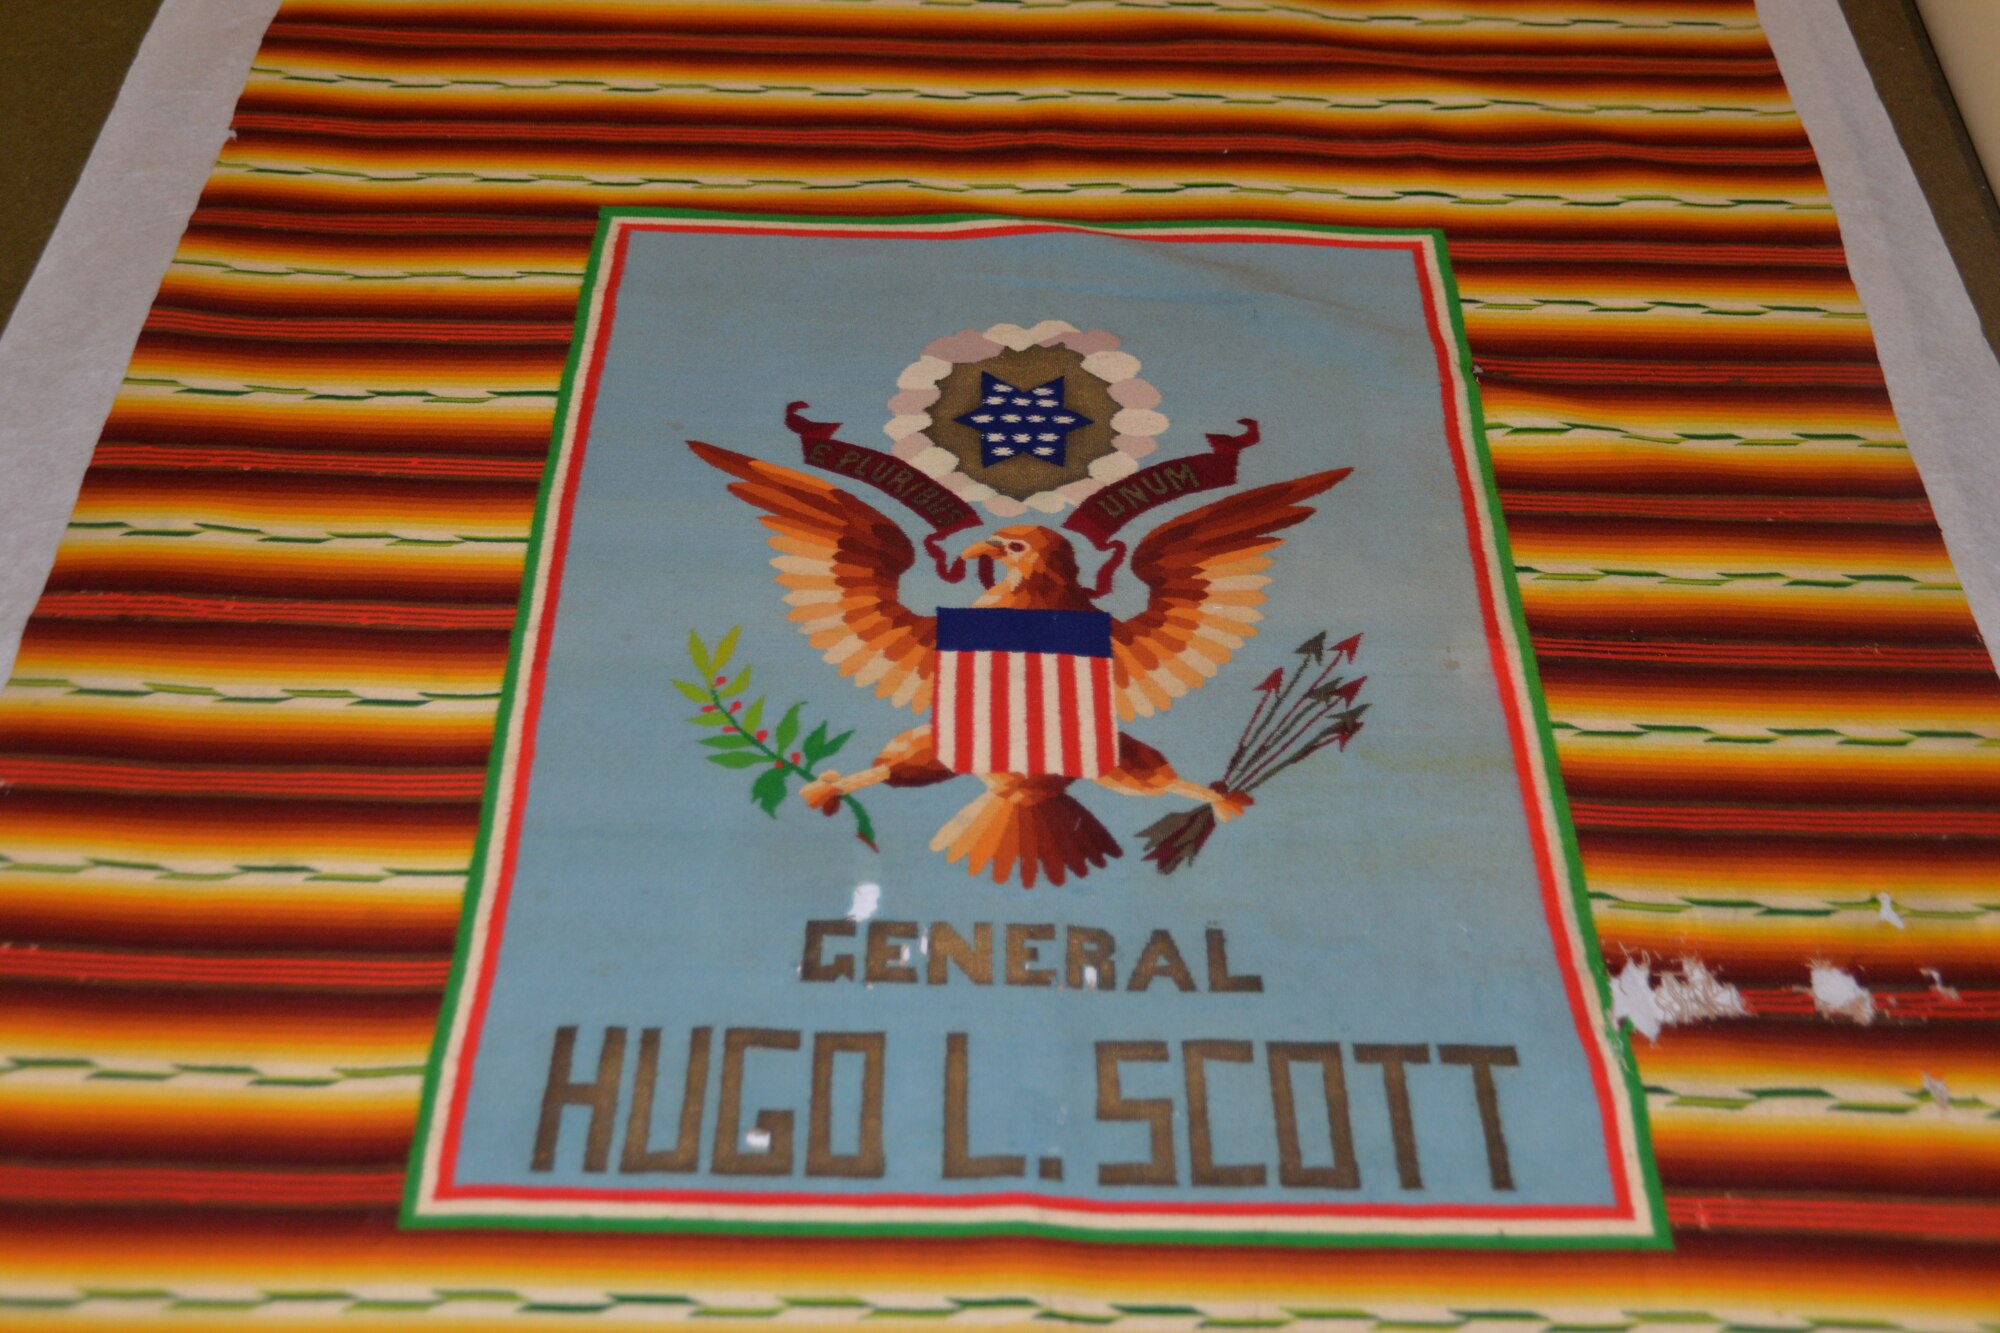 E PLURIBUS UNUM
GENERAL
HUGO L. SCOTT